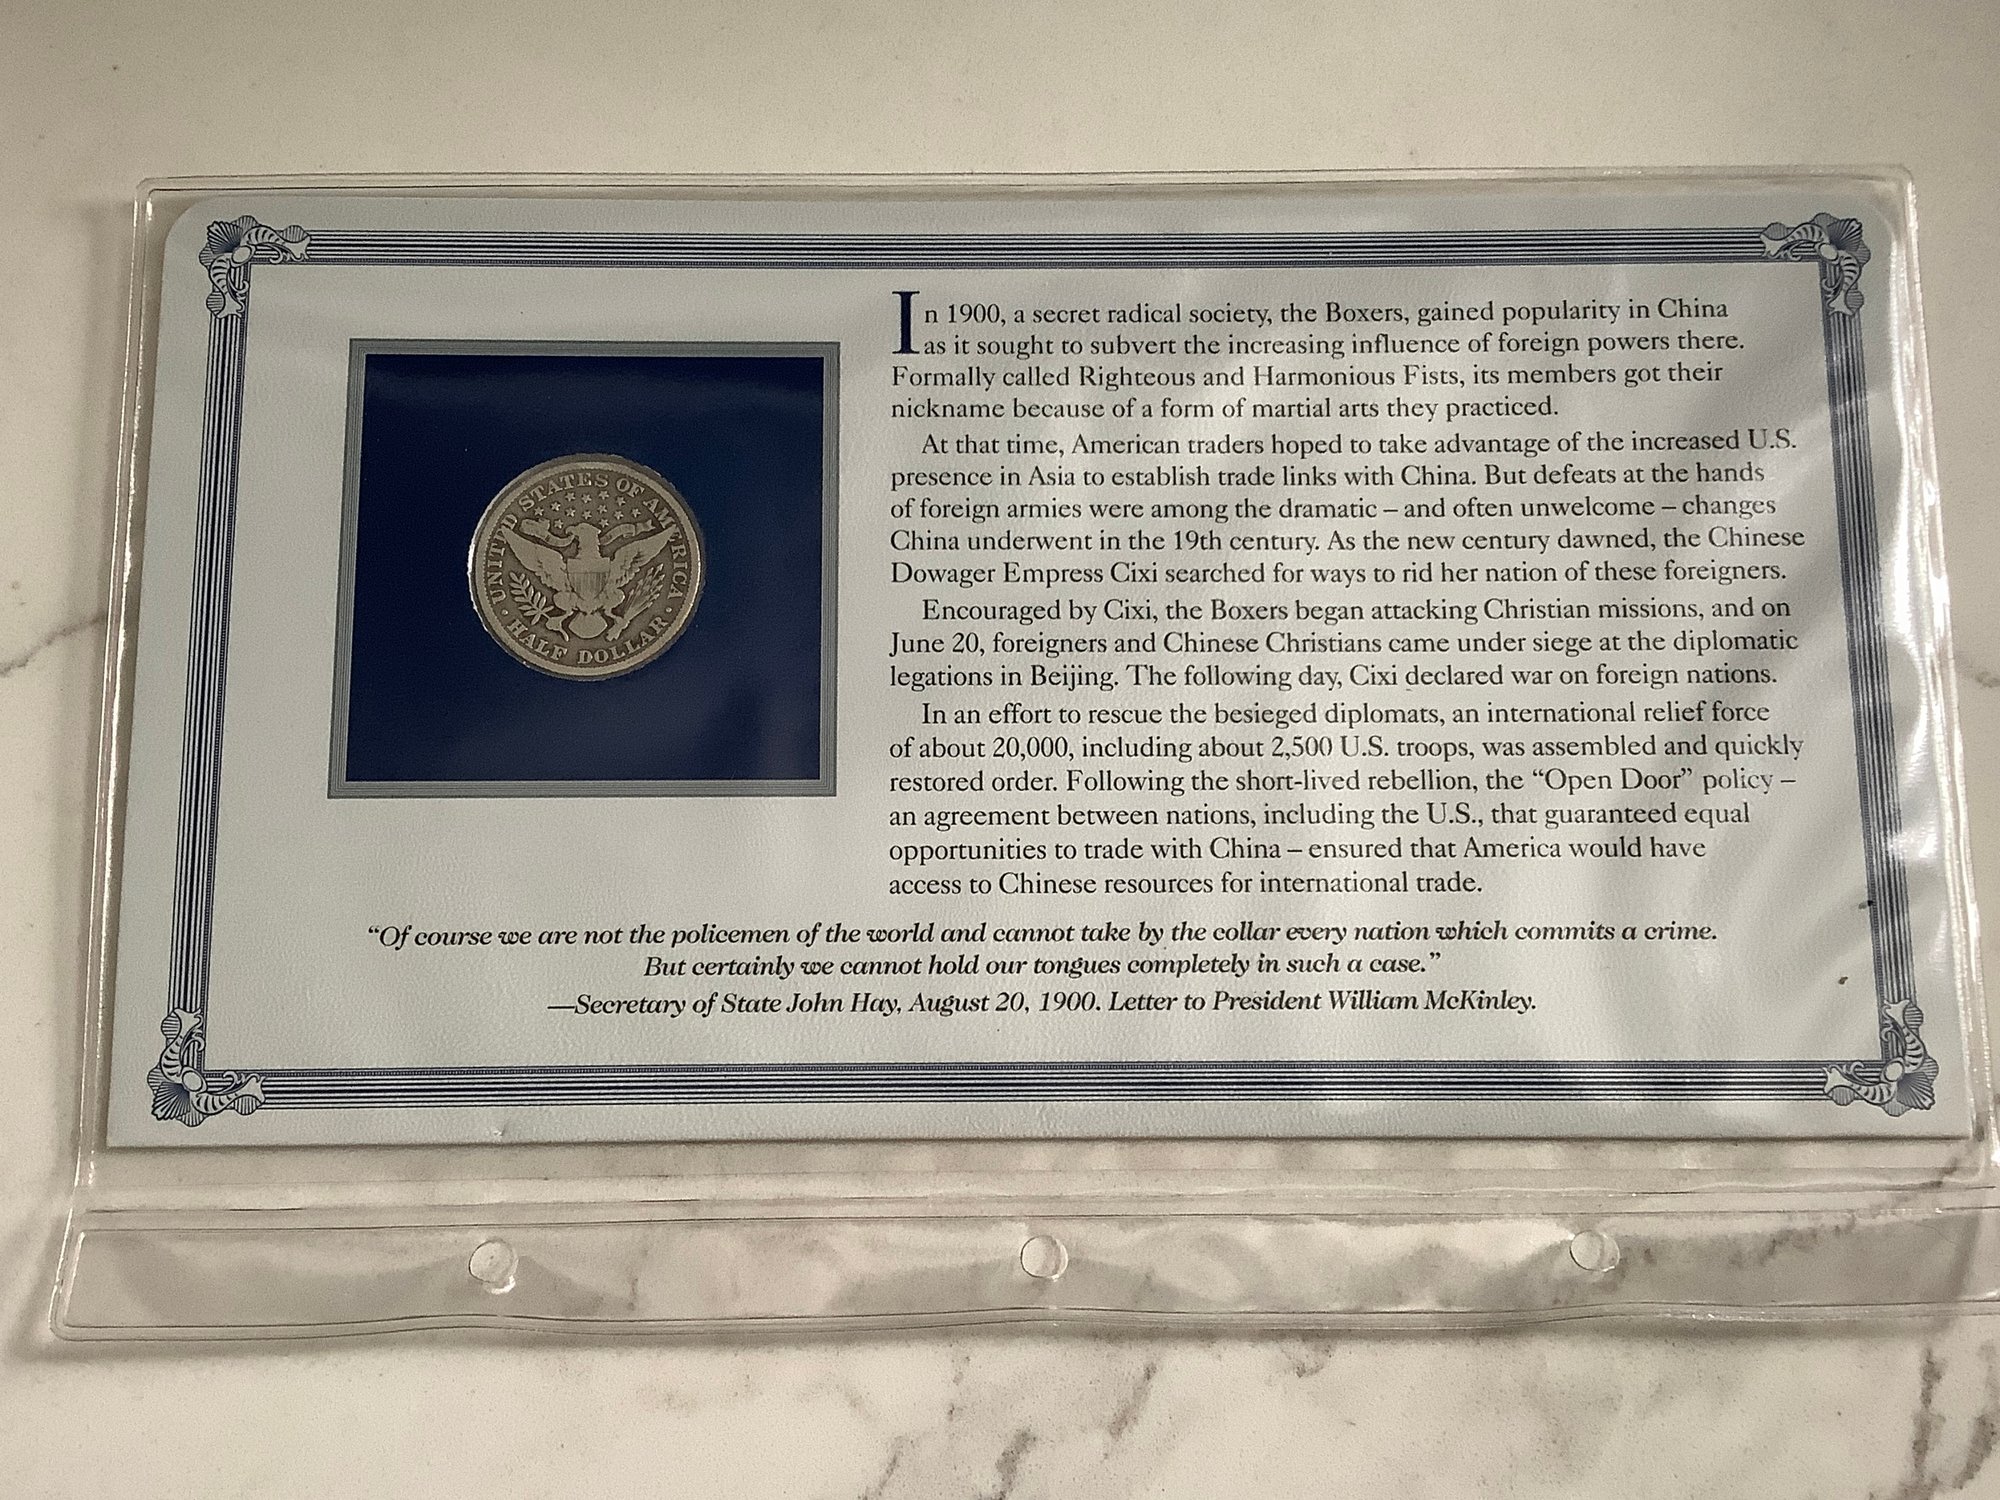 UNITED STATES OF AMERICA
HALF DOLLAR
In 1900, a secret radical society, the Boxers, gained popularity in China
as it sought to subvert the increasing influence of foreign powers there.
Formally called Righteous and Harmonious Fists, its members got their
nickname because of a form of martial arts they practiced.
At that time, American traders hoped to take advantage of the increased U.S.
presence in Asia to establish trade links with China. But defeats at the hands
of foreign armies were among the dramatic – and often unwelcome – changes
China underwent in the 19th century. As the new century dawned, the Chinese
Dowager Empress Cixi searched for ways to rid her nation of these foreigners.
Encouraged by Cixi, the Boxers began attacking Christian missions, and on
June 20, foreigners and Chinese Christians came under siege at the diplomatic
legations in Beijing. The following day, Cixi declared war on foreign nations.
In an effort to rescue the besieged diplomats, an international relief force
of about 20,000, including about 2,500 U.S. troops, was assembled and quickly
restored order. Following the short-lived rebellion, the “Open Door” policy –
an agreement between nations, including the U.S., that guaranteed equal
opportunities to trade with China – ensured that America would have
access to Chinese resources for international trade.
“Of course we are not the policemen of the world and cannot take by the collar every nation which commits a crime.
But certainly we cannot hold our tongues completely in such a case.”
—Secretary of State John Hay, August 20, 1900. Letter to President William McKinley.